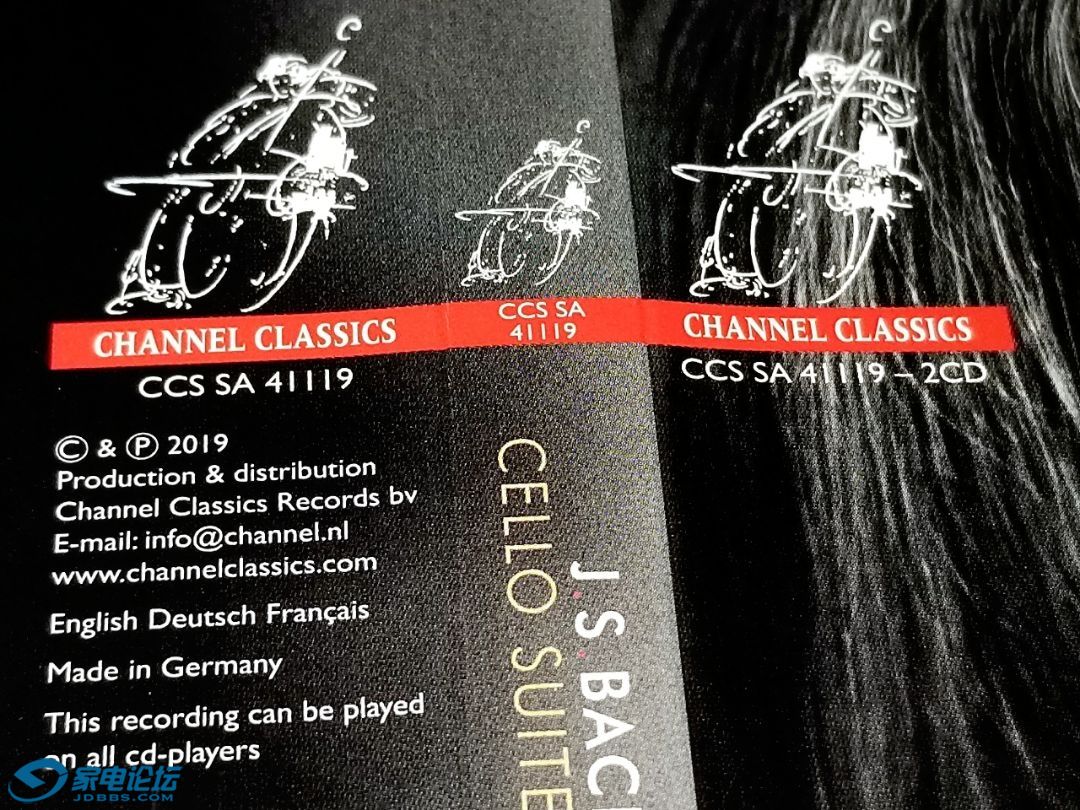 CHANNEL CLASSICS
CCS SA 41119
© & ℗ 2019
Production & distribution
Channel Classics Records bv
E-mail: info@channel.nl
www.channelclassics.com
English Deutsch Français
Made in Germany
This recording can be played
on all cd-players
CCS SA
41119
CELLO SUITE
J.S.BAC
CHANNEL CLASSICS
CCS SA 41119 – 2CD
家电论坛
JDBBS.COM